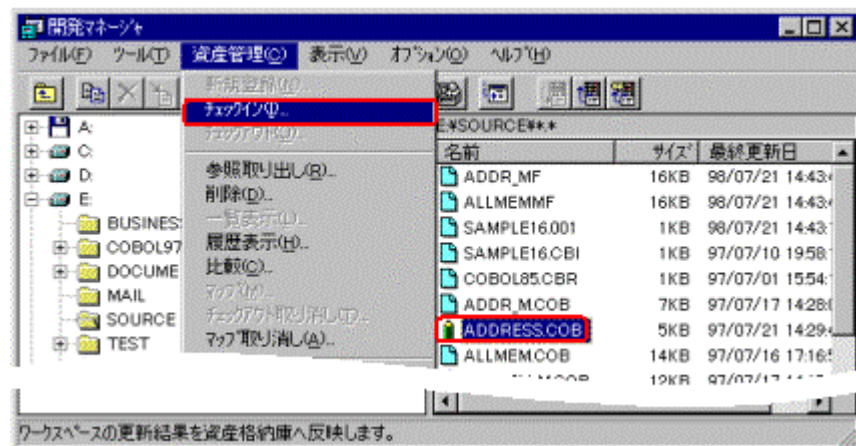 開発マネージャ
ファイル(F) ツール(T) 資産管理(C) 表示(V) オプション(O) ヘルプ(H)
新規登録(W)...
チェックイン(I)...
チェックアウト(K)...
参照取り出し(R)...
削除(D)...
一覧表示(L)...
履歴表示(H)...
比較(C)...
マップ(M)...
チェックアウト取り消し(T)...
マップ取り消し(A)...
A:
C:
D:
E:
BUSINES
COBOL97
DOCUME
MAIL
SOURCE
TEST
E¥SOURCE¥*.*
名前 サイズ 最終更新日
ADDR_MF 16KB 98/07/21 14:43:
ALLMEMMF 16KB 98/07/21 14:43:
SAMPLE16.001 1KB 98/07/21 14:43:
SAMPLE16.CBI 1KB 97/07/10 19:58:
COBOL85.CBR 1KB 97/07/01 15:54:
ADDR_M.COB 7KB 97/07/17 14:28:
ADDRESS.COB 5KB 97/07/21 14:29:
ALLMEM.COB 14KB 97/07/16 17:16:
12KB 97/07/17
ワークスペースの更新結果を資産格納庫へ反映します。